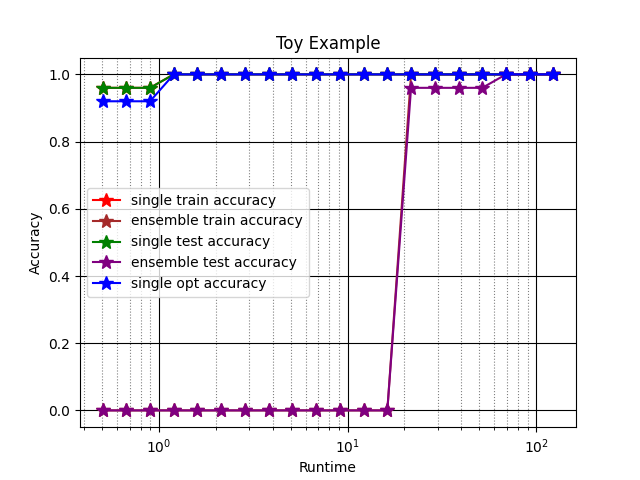 Toy Example
1.0
0.8
0.6
0.4
0.2
0.0
Accuracy
single train accuracy
ensemble train accuracy
single test accuracy
ensemble test accuracy
single opt accuracy
10⁰
10¹
10²
Runtime